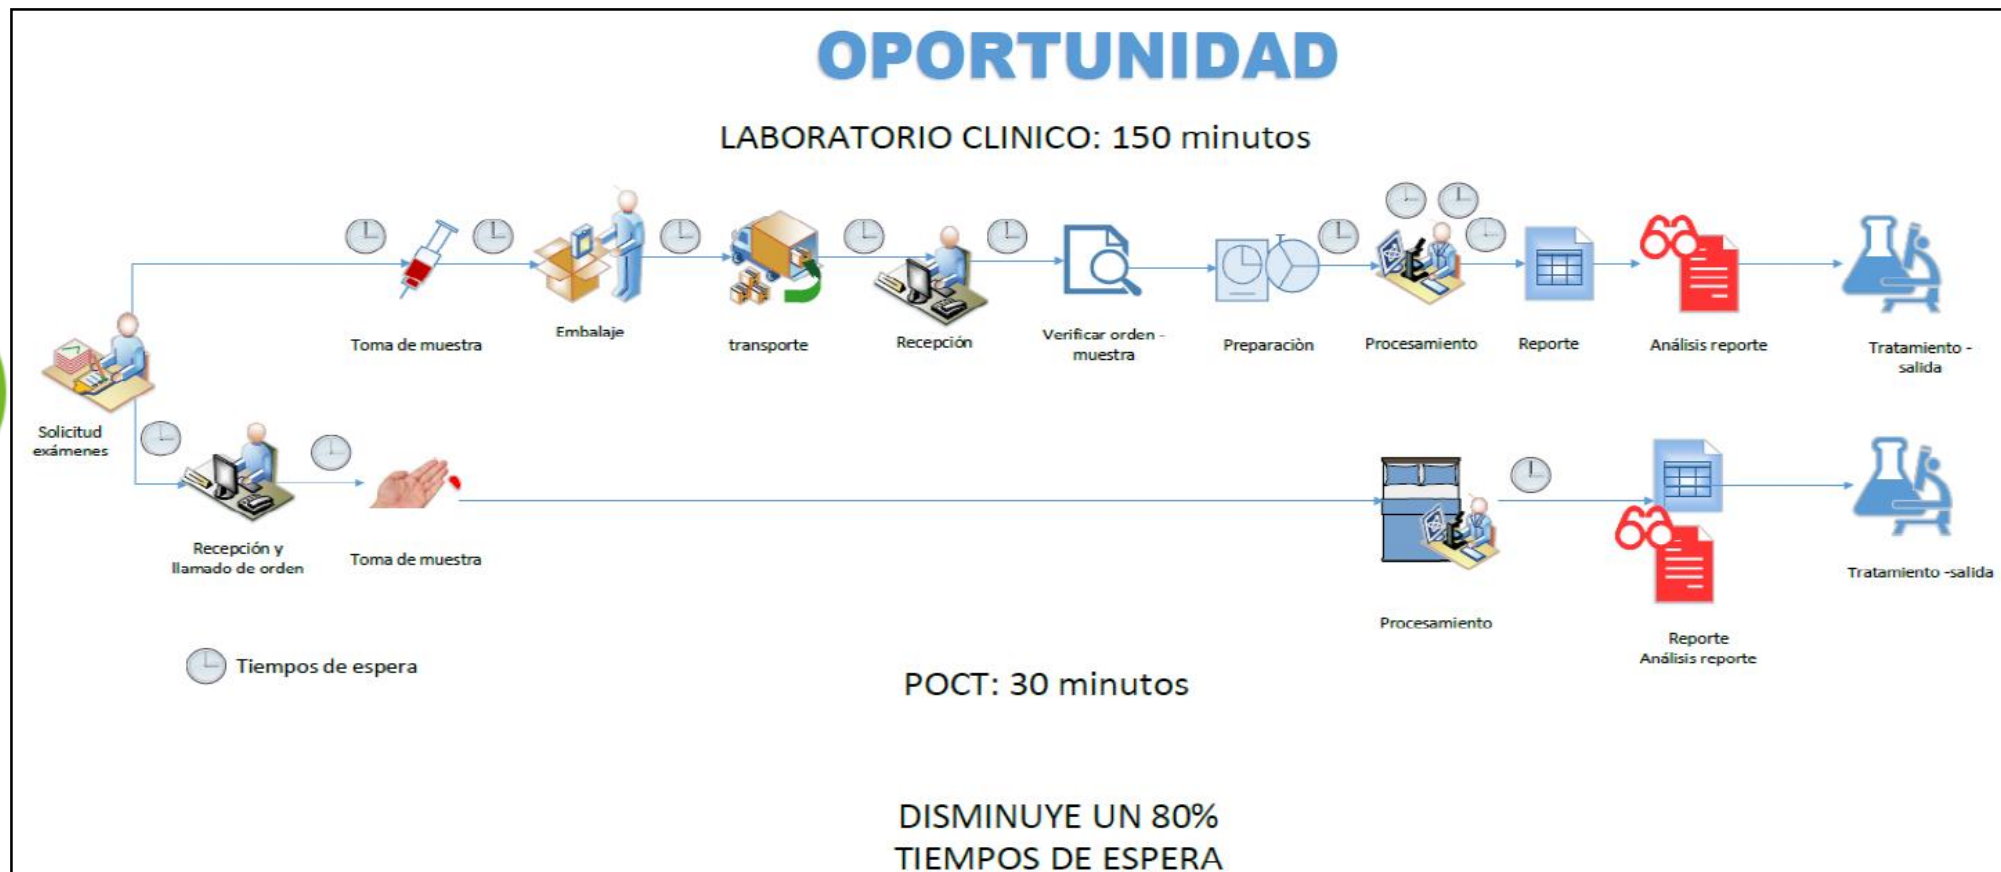 OPORTUNIDAD
LABORATORIO CLINICO: 150 minutos
Toma de muestra
Embalaje
transporte
Recepción
Verificar orden -
muestra
Preparaciòn
Procesamiento
Reporte
Análisis reporte
Tratamiento -
salida
Solicitud
exámenes
Recepción y
llamado de orden
Toma de muestra
Procesamiento
Reporte
Análisis reporte
Tratamiento -salida
Tiempos de espera
POCT: 30 minutos
DISMINUYE UN 80%
TIEMPOS DE ESPERA